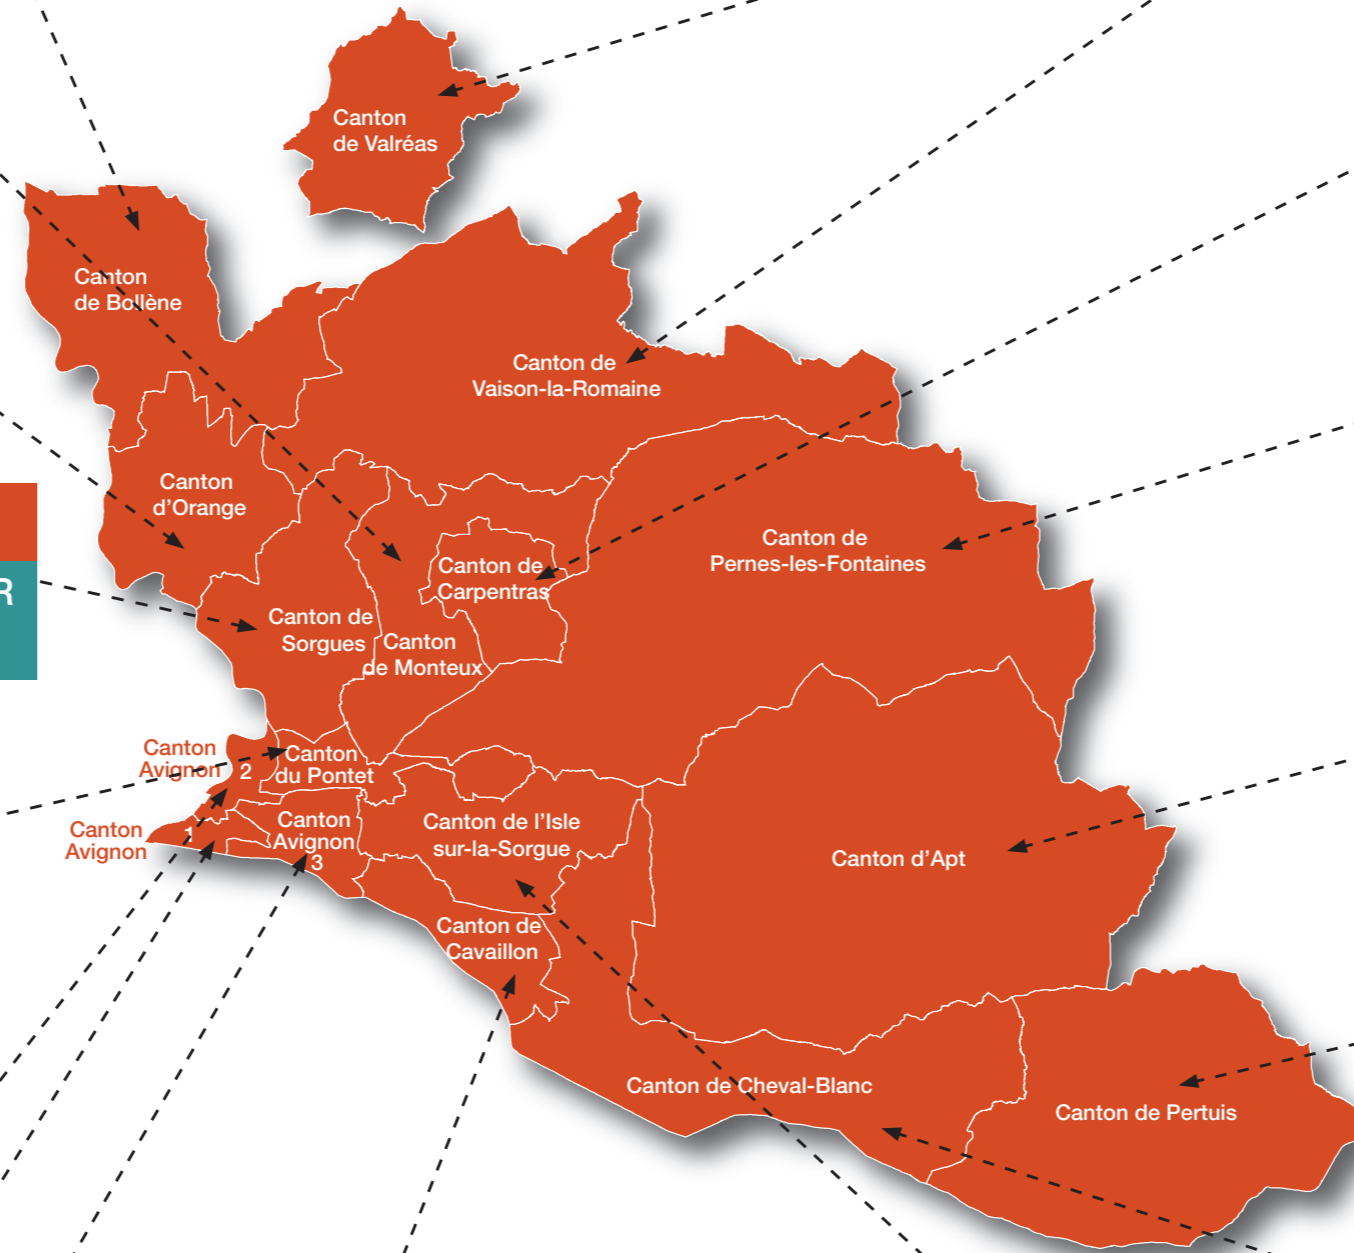 Canton
de Valréas
Canton
de Bollène
Canton de
Vaison-la-Romaine
Canton
d'Orange
Canton de
Pernes-les-Fontaines
Canton de
Carpentras
R
Canton de
Sorgues
Canton
de Monteux
Canton
Avignon
2
Canton
du Pontet
Canton
Avignon
1
Canton
Avignon
3
Canton de l'Isle
sur-la-Sorgue
Canton d'Apt
Canton de
Cavaillon
Canton de Cheval-Blanc
Canton de Pertuis